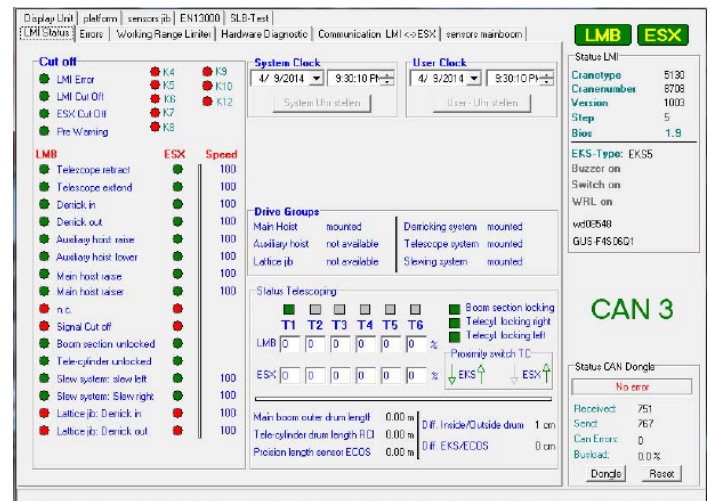 Display Unit platform sensors jib EN13000 SLB-Test
LMI Status Errors Working Range Limiter Hardware Diagnostic Communication LMI <-> ESX sensors mainboom
LMB ESX
Cut off
LMI Error K4 K9
LMI Cut Off K5 K10
ESX Cut Off K6 K12
K7
Pre Warning K8
System Clock
4/ 9/2014 9:30:10 PM
System Uhr stellen
User Clock
4/ 9/2014 9:30:10 PM
User - Uhr stellen
Status LMI
Cranetype 5130
Cranenumber 8708
Version 1003
Step 5
Bios 1.9
EKS-Type: EKS5
Buzzer on
Switch on
WRL on
wd06548
GUS-F4S06Q1
LMB ESX Speed
Telescope retract 100
Telescope extend 100
Derrick in 100
Derrick out 100
Auxiliary hoist raise 100
Auxiliary hoist lower 100
Main hoist raise 100
Main hoist raiser 100
n.c.
Signal Cut off
Boom section unlocked
Tele-cylinder unlocked
Slew system: slew left 100
Slew system: Slew right 100
Lattice jib: Derrick in 100
Lattice jib: Derrick out 100
Drive Groups
Main Hoist mounted Derricking system mounted
Auxiliary hoist not available Telescope system mounted
Lattice jib not available Slewing system mounted
Status Telescoping
T1 T2 T3 T4 T5 T6
Boom section locking
Telecyl. locking right
Telecyl. locking left
LMB 0 0 0 0 0 0 %
Proximity switch TC
ESX 0 0 0 0 0 0 % EKS ESX
Main boom outer drum length 0.00 m
Tele-cylinder drum length RCI 0.00 m
Pricision length sensor ECOS 0.00 m
Diff. Inside/Outside drum 1 cm
Diff. EKS/ECOS 0 cm
CAN 3
Status CAN Dongle
No error
Received: 751
Send: 767
Can Errors: 0
Busload: 0.0 %
Dongle Reset